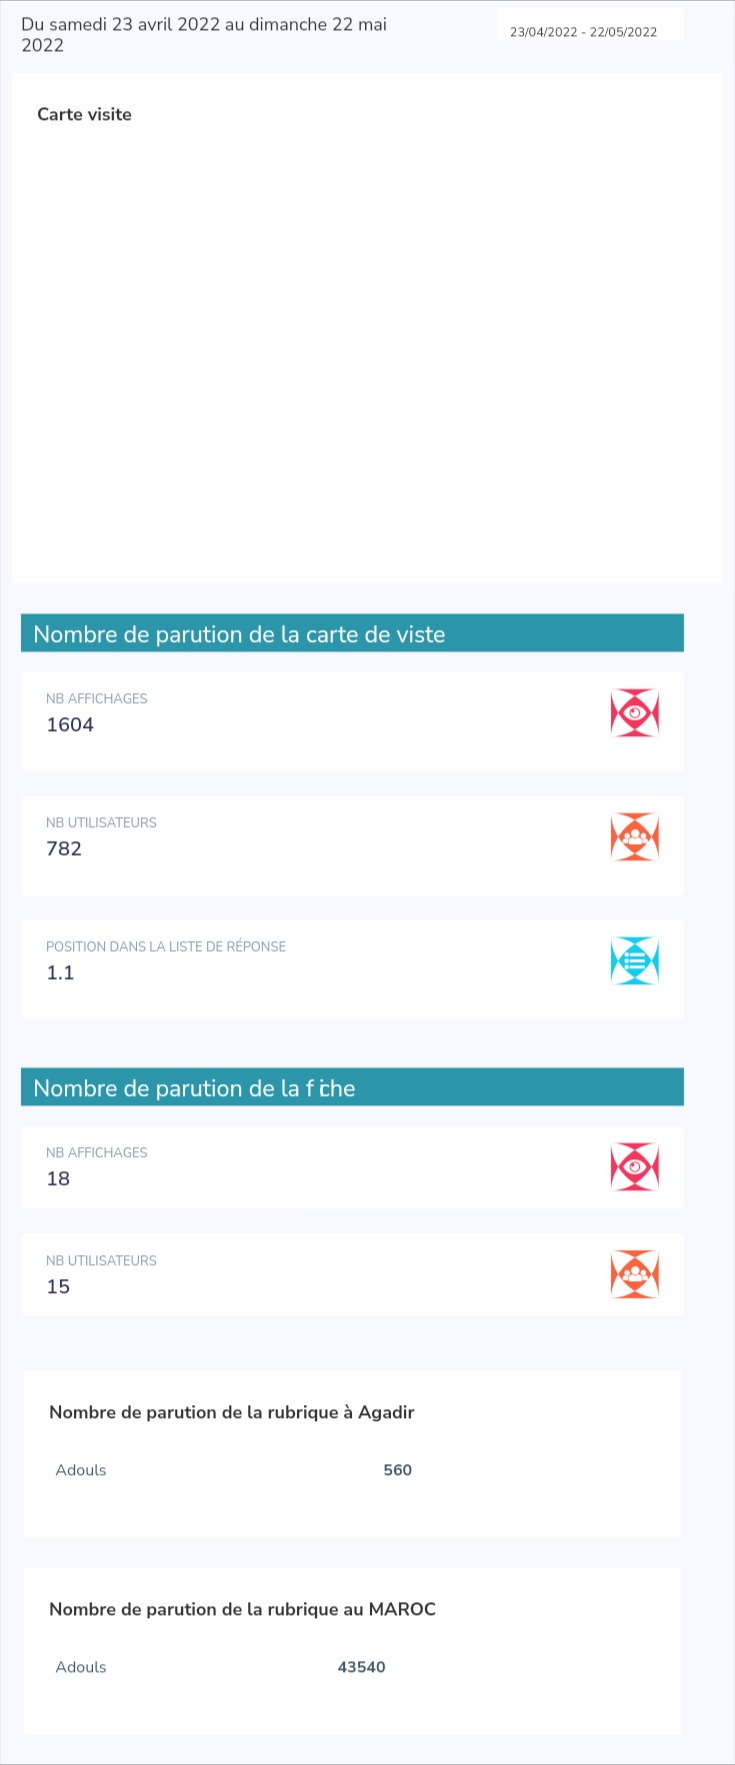 Du samedi 23 avril 2022 au dimanche 22 mai
2022
23/04/2022 - 22/05/2022
Carte visite
Nombre de parution de la carte de viste
NB AFFICHAGES
1604
NB UTILISATEURS
782
POSITION DANS LA LISTE DE RÉPONSE
1.1
Nombre de parution de la fiche
NB AFFICHAGES
18
NB UTILISATEURS
15
Nombre de parution de la rubrique à Agadir
Adouls 560
Nombre de parution de la rubrique au MAROC
Adouls 43540